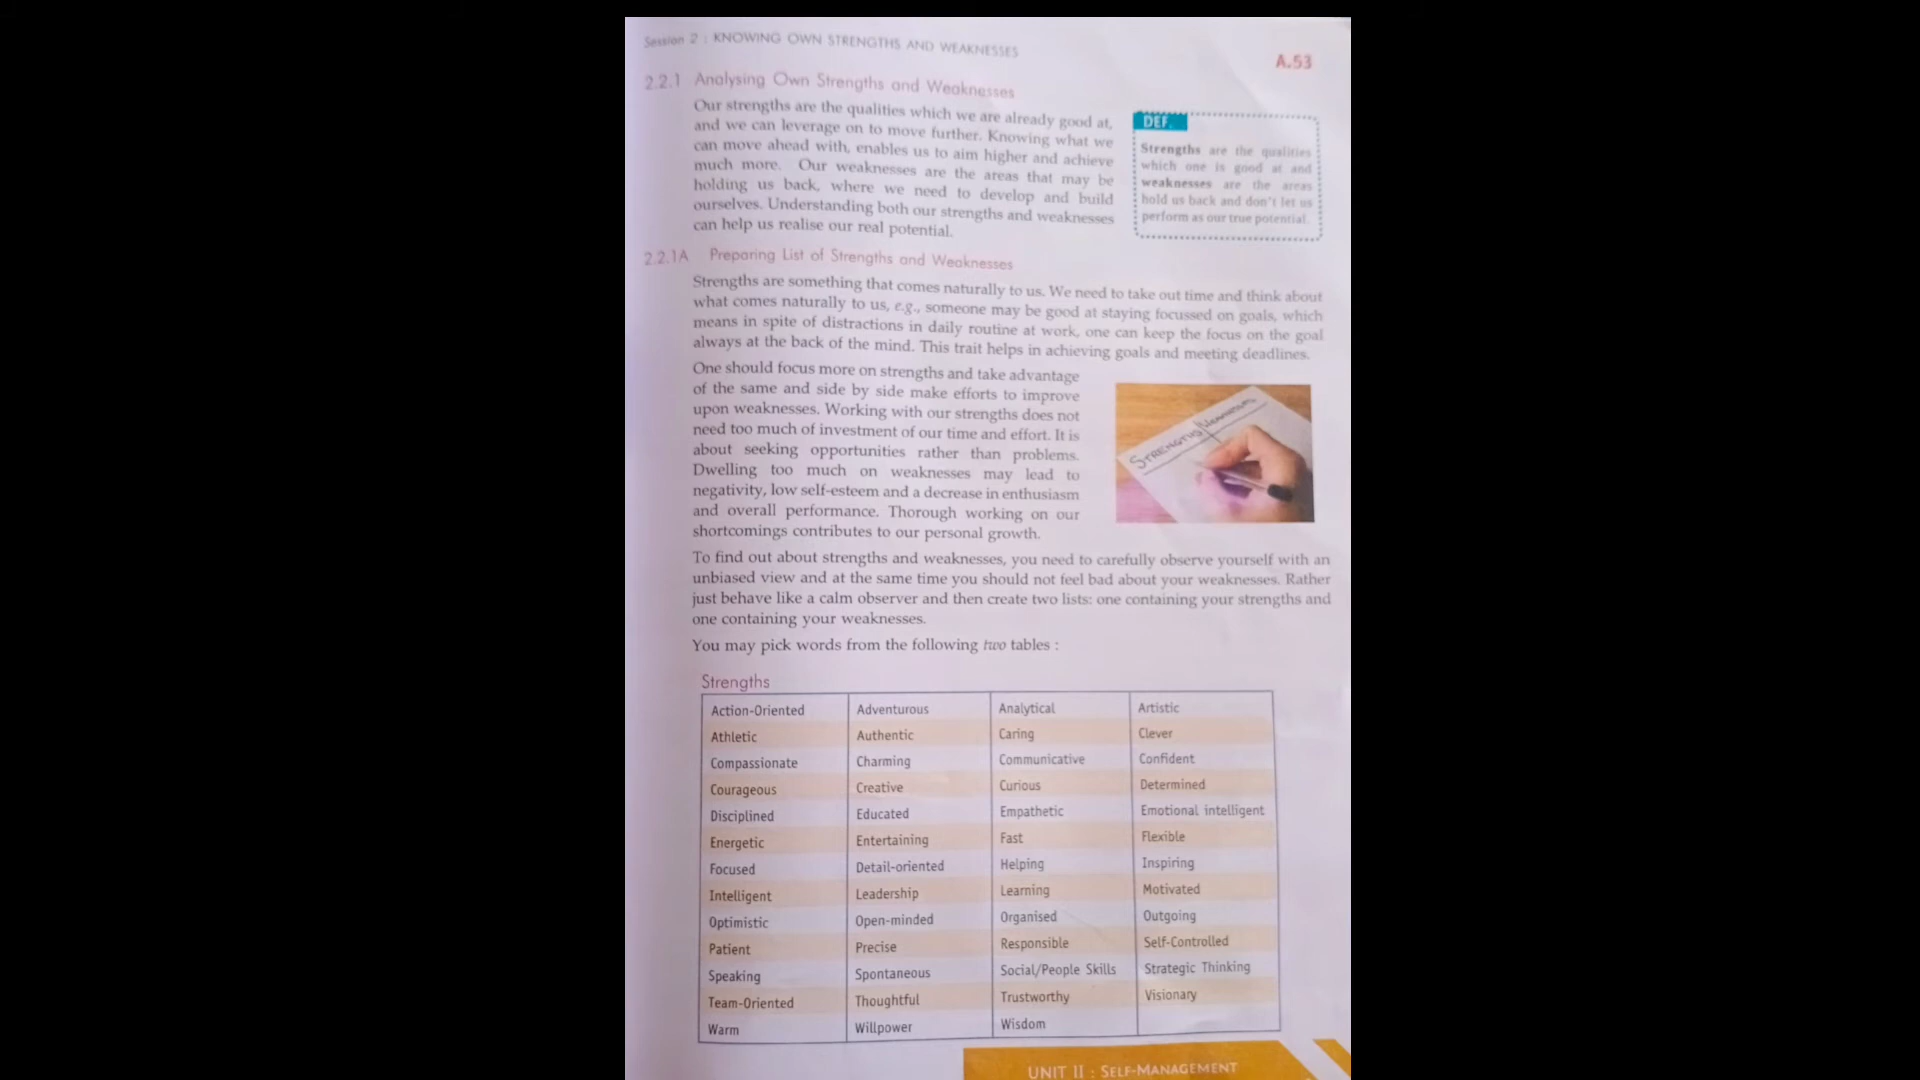 Session 2 : KNOWING OWN STRENGTHS AND WEAKNESSES
A.53
2.2.1 Analysing Own Strengths and Weaknesses
Our strengths are the qualities which we are already good at,
and we can leverage on to move further. Knowing what we
can move ahead with, enables us to aim higher and achieve
much more. Our weaknesses are the areas that may be
holding us back, where we need to develop and build
ourselves. Understanding both our strengths and weaknesses
can help us realise our real potential.
DEF.
Strengths are the qualities
which one is good at and
weaknesses are the areas
hold us back and don't let us
perform as our true potential.
2.2.1A Preparing List of Strengths and Weaknesses
Strengths are something that comes naturally to us. We need to take out time and think about
what comes naturally to us, e.g., someone may be good at staying focussed on goals, which
means in spite of distractions in daily routine at work, one can keep the focus on the goal
always at the back of the mind. This trait helps in achieving goals and meeting deadlines.
One should focus more on strengths and take advantage
of the same and side by side make efforts to improve
upon weaknesses. Working with our strengths does not
need too much of investment of our time and effort. It is
about seeking opportunities rather than problems.
Dwelling too much on weaknesses may lead to
negativity, low self-esteem and a decrease in enthusiasm
and overall performance. Thorough working on our
shortcomings contributes to our personal growth.
STRENGTHS WEAKNESSES
To find out about strengths and weaknesses, you need to carefully observe yourself with an
unbiased view and at the same time you should not feel bad about your weaknesses. Rather
just behave like a calm observer and then create two lists: one containing your strengths and
one containing your weaknesses.
You may pick words from the following two tables :
Strengths
Action-Oriented Adventurous Analytical Artistic
Athletic Authentic Caring Clever
Compassionate Charming Communicative Confident
Courageous Creative Curious Determined
Disciplined Educated Empathetic Emotional intelligent
Energetic Entertaining Fast Flexible
Focused Detail-oriented Helping Inspiring
Intelligent Leadership Learning Motivated
Optimistic Open-minded Organised Outgoing
Patient Precise Responsible Self-Controlled
Speaking Spontaneous Social/People Skills Strategic Thinking
Team-Oriented Thoughtful Trustworthy Visionary
Warm Willpower Wisdom
UNIT II : SELF-MANAGEMENT